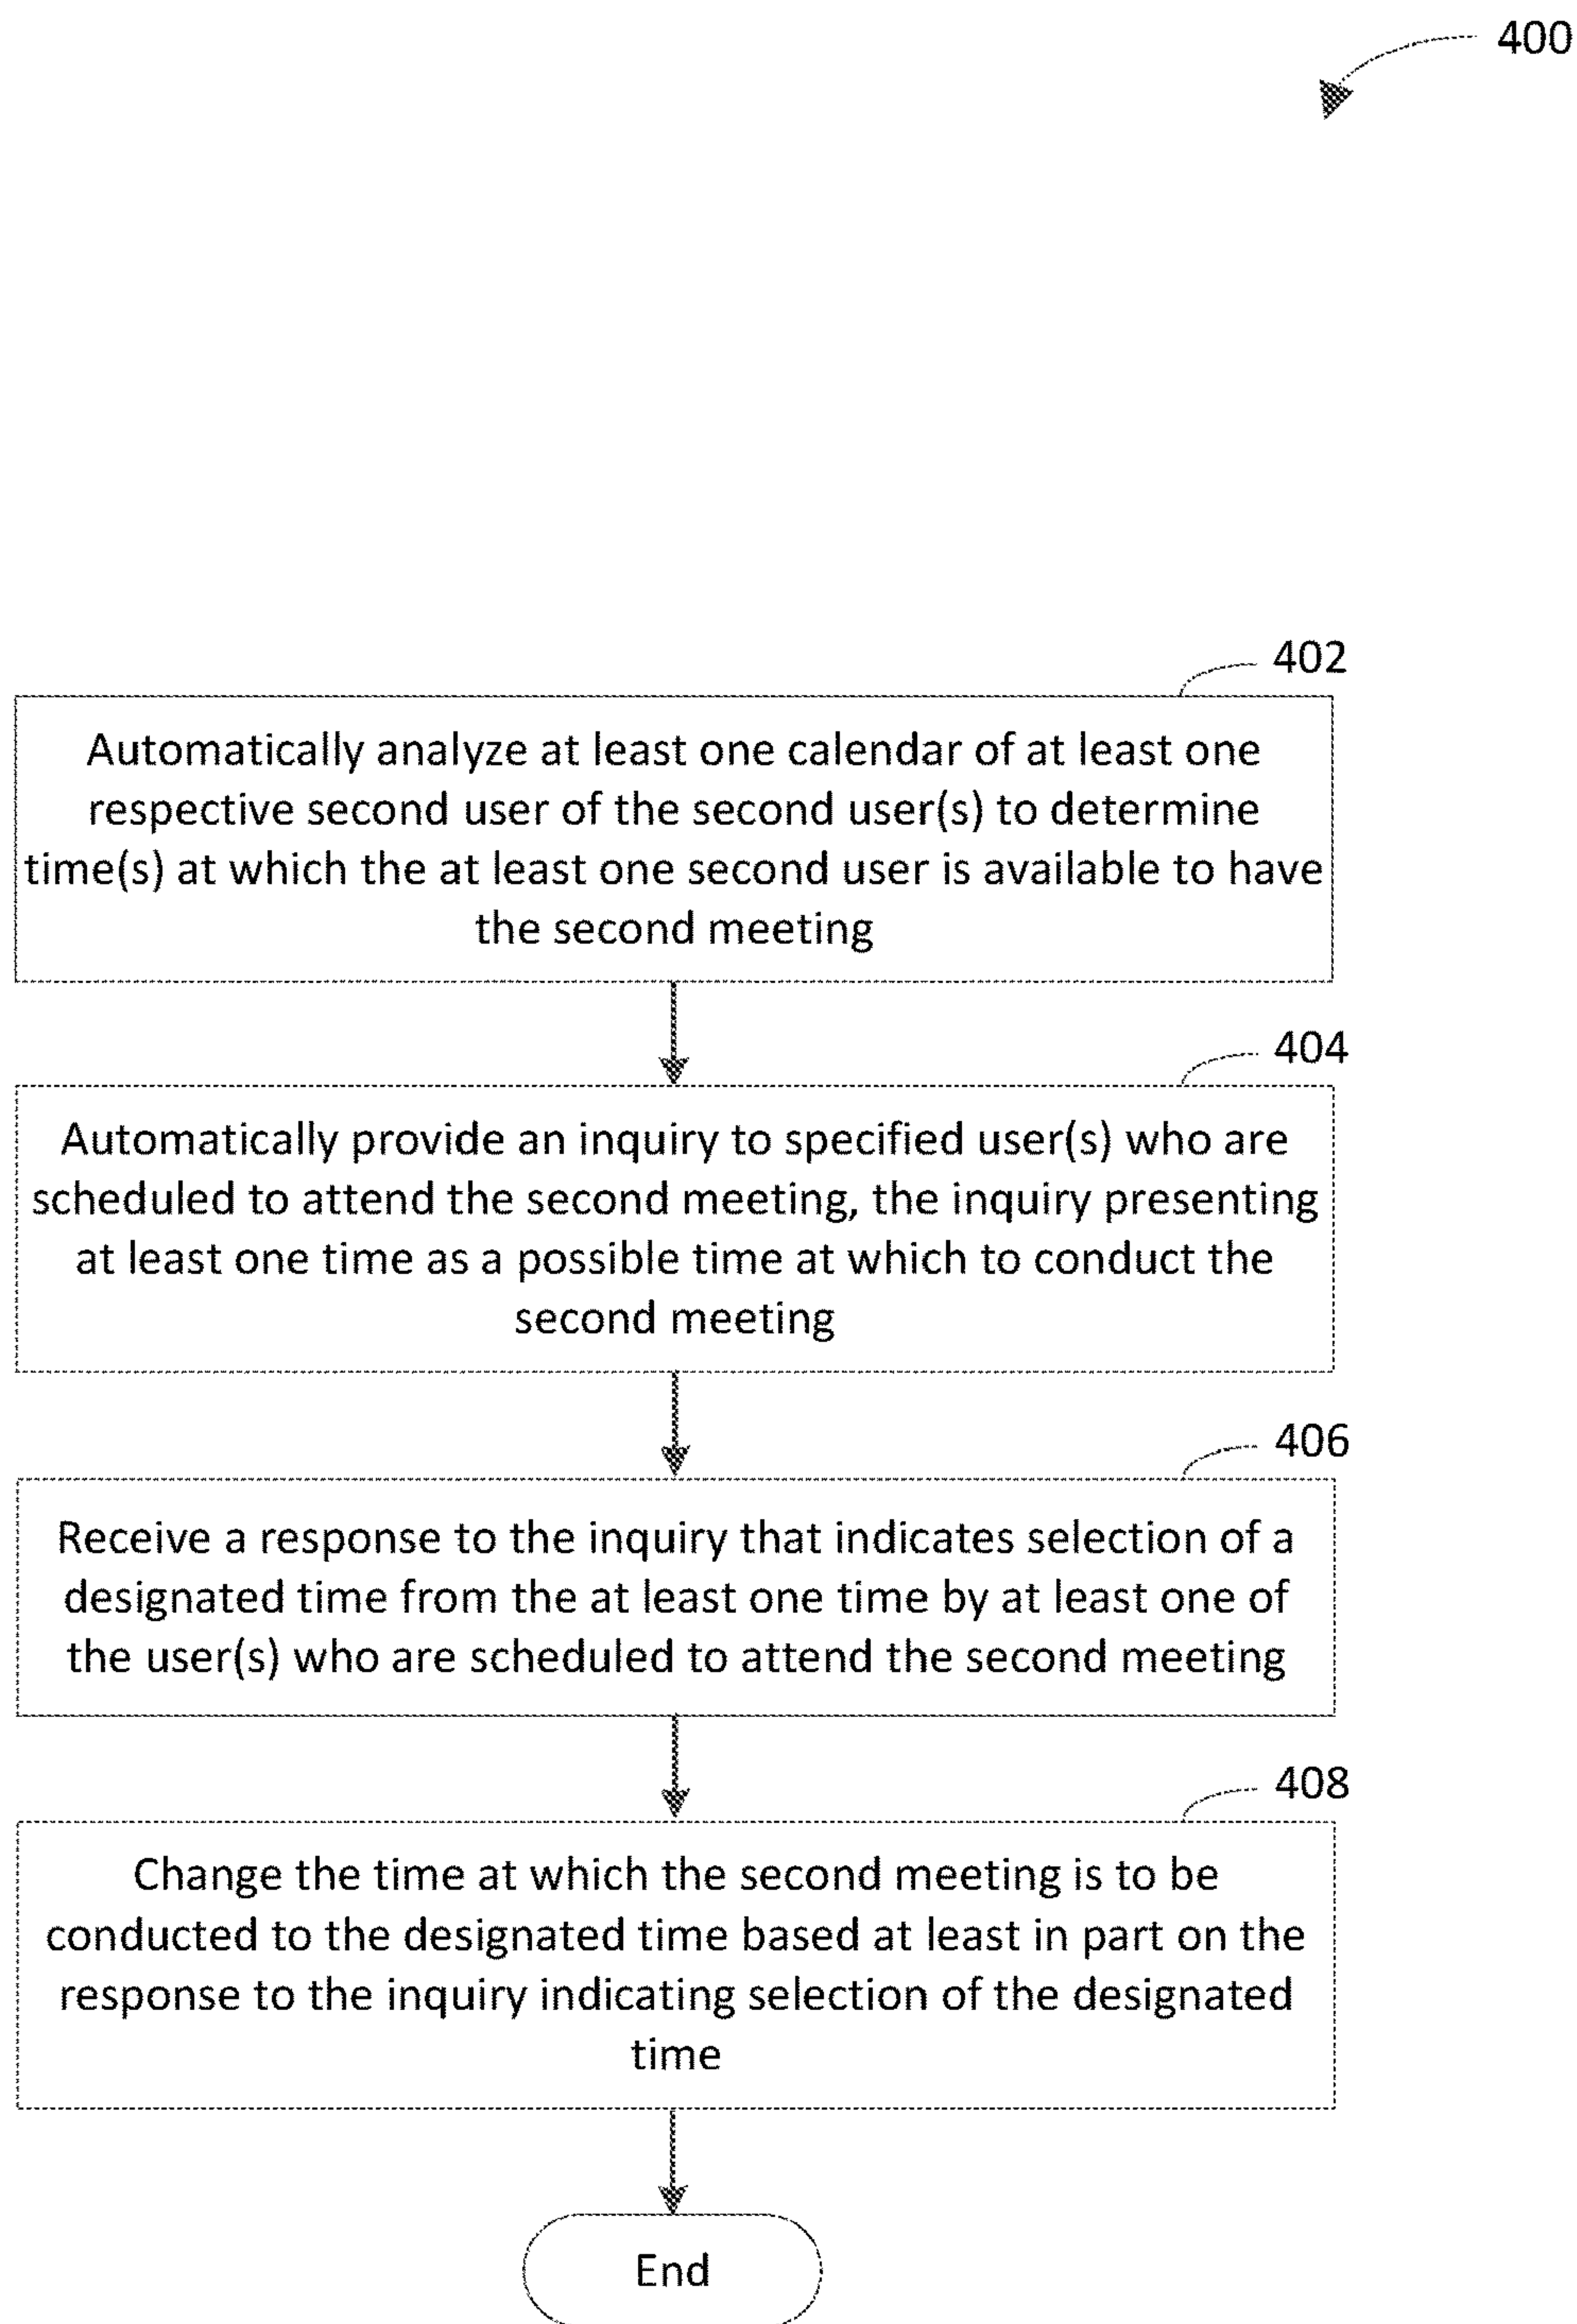 400
402
Automatically analyze at least one calendar of at least one
respective second user of the second user(s) to determine
time(s) at which the at least one second user is available to have
the second meeting
404
Automatically provide an inquiry to specified user(s) who are
scheduled to attend the second meeting, the inquiry presenting
at least one time as a possible time at which to conduct the
second meeting
406
Receive a response to the inquiry that indicates selection of a
designated time from the at least one time by at least one of
the user(s) who are scheduled to attend the second meeting
408
Change the time at which the second meeting is to be
conducted to the designated time based at least in part on the
response to the inquiry indicating selection of the designated
time
End